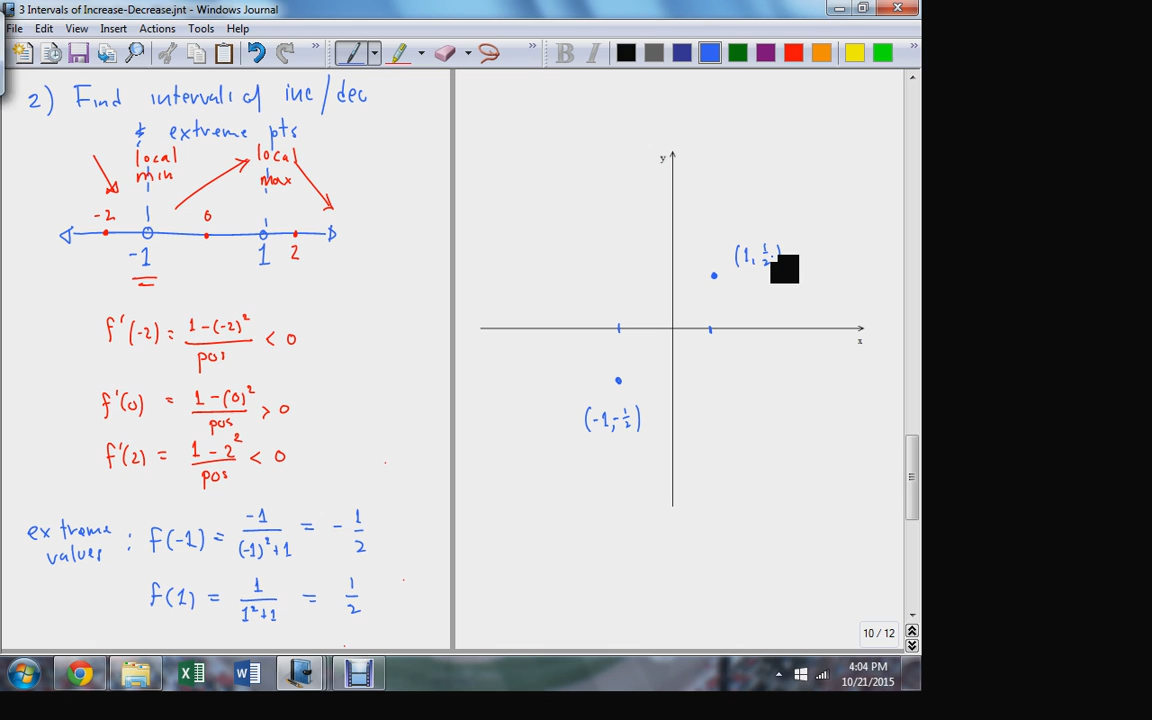 3 Intervals of Increase-Decrease.jnt - Windows Journal
File Edit View Insert Actions Tools Help
2) Find intervals of inc/dec
& extreme pts
local min
local max
-2 0
-1 1 2
f'(-2) = 1-(-2)² / pos < 0
f'(0) = 1-(0)² / pos > 0
f'(2) = 1-2² / pos < 0
extreme values : f(-1) = -1 / (-1)²+1 = -1/2
f(1) = 1 / 1²+1 = 1/2
y
(1, 1/2)
x
(-1, -1/2)
10 / 12
4:04 PM
10/21/2015